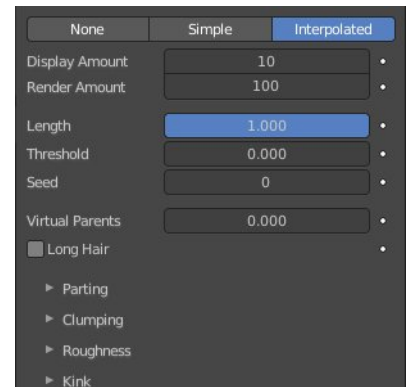 None Simple Interpolated
Display Amount 10
Render Amount 100
Length 1.000
Threshold 0.000
Seed 0
Virtual Parents 0.000
Long Hair
Parting
Clumping
Roughness
Kink